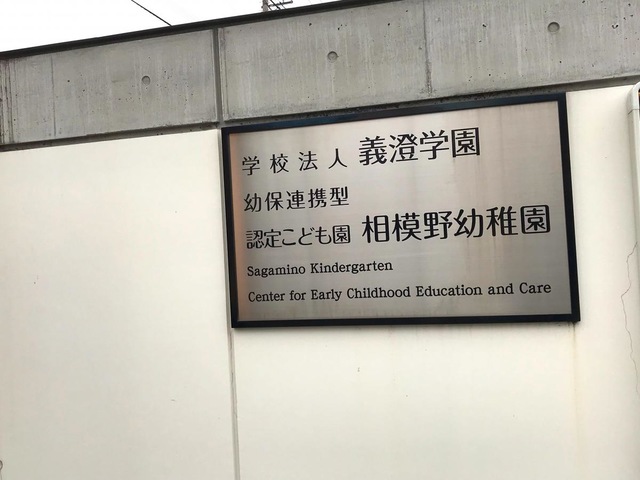 学校法人 義澄学園
幼保連携型
認定こども園 相模野幼稚園
Sagamino Kindergarten
Center for Early Childhood Education and Care